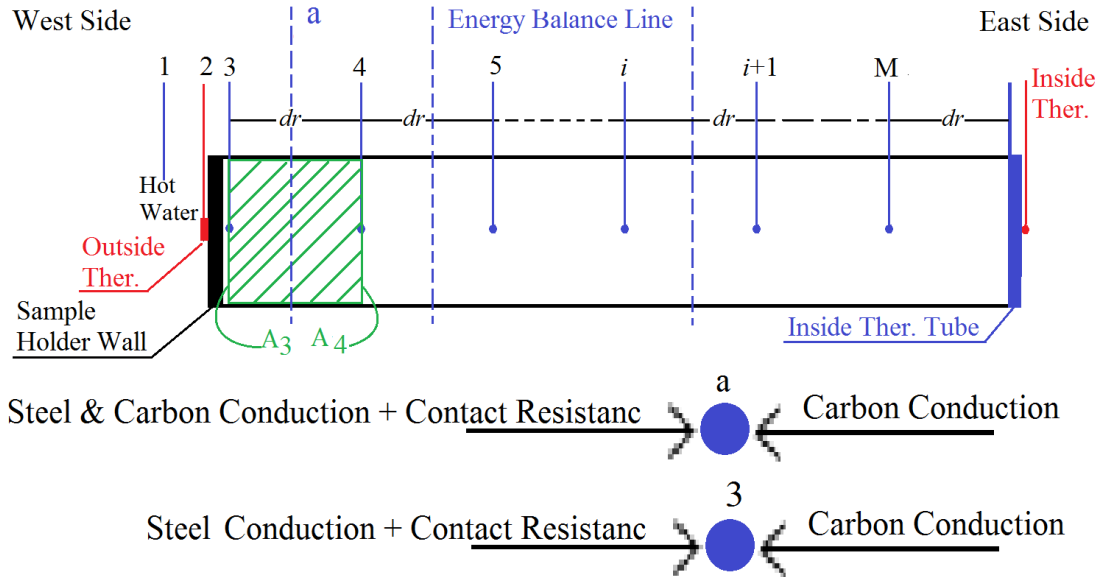 West Side
a
Energy Balance Line
East Side
1
2
3
4
5
i
i+1
M
Inside
Ther.
dr
dr
dr
dr
Hot
Water
Outside
Ther.
Sample
Holder Wall
A3
A4
Inside Ther. Tube
a
Steel & Carbon Conduction + Contact Resistanc
Carbon Conduction
3
Steel Conduction + Contact Resistanc
Carbon Conduction